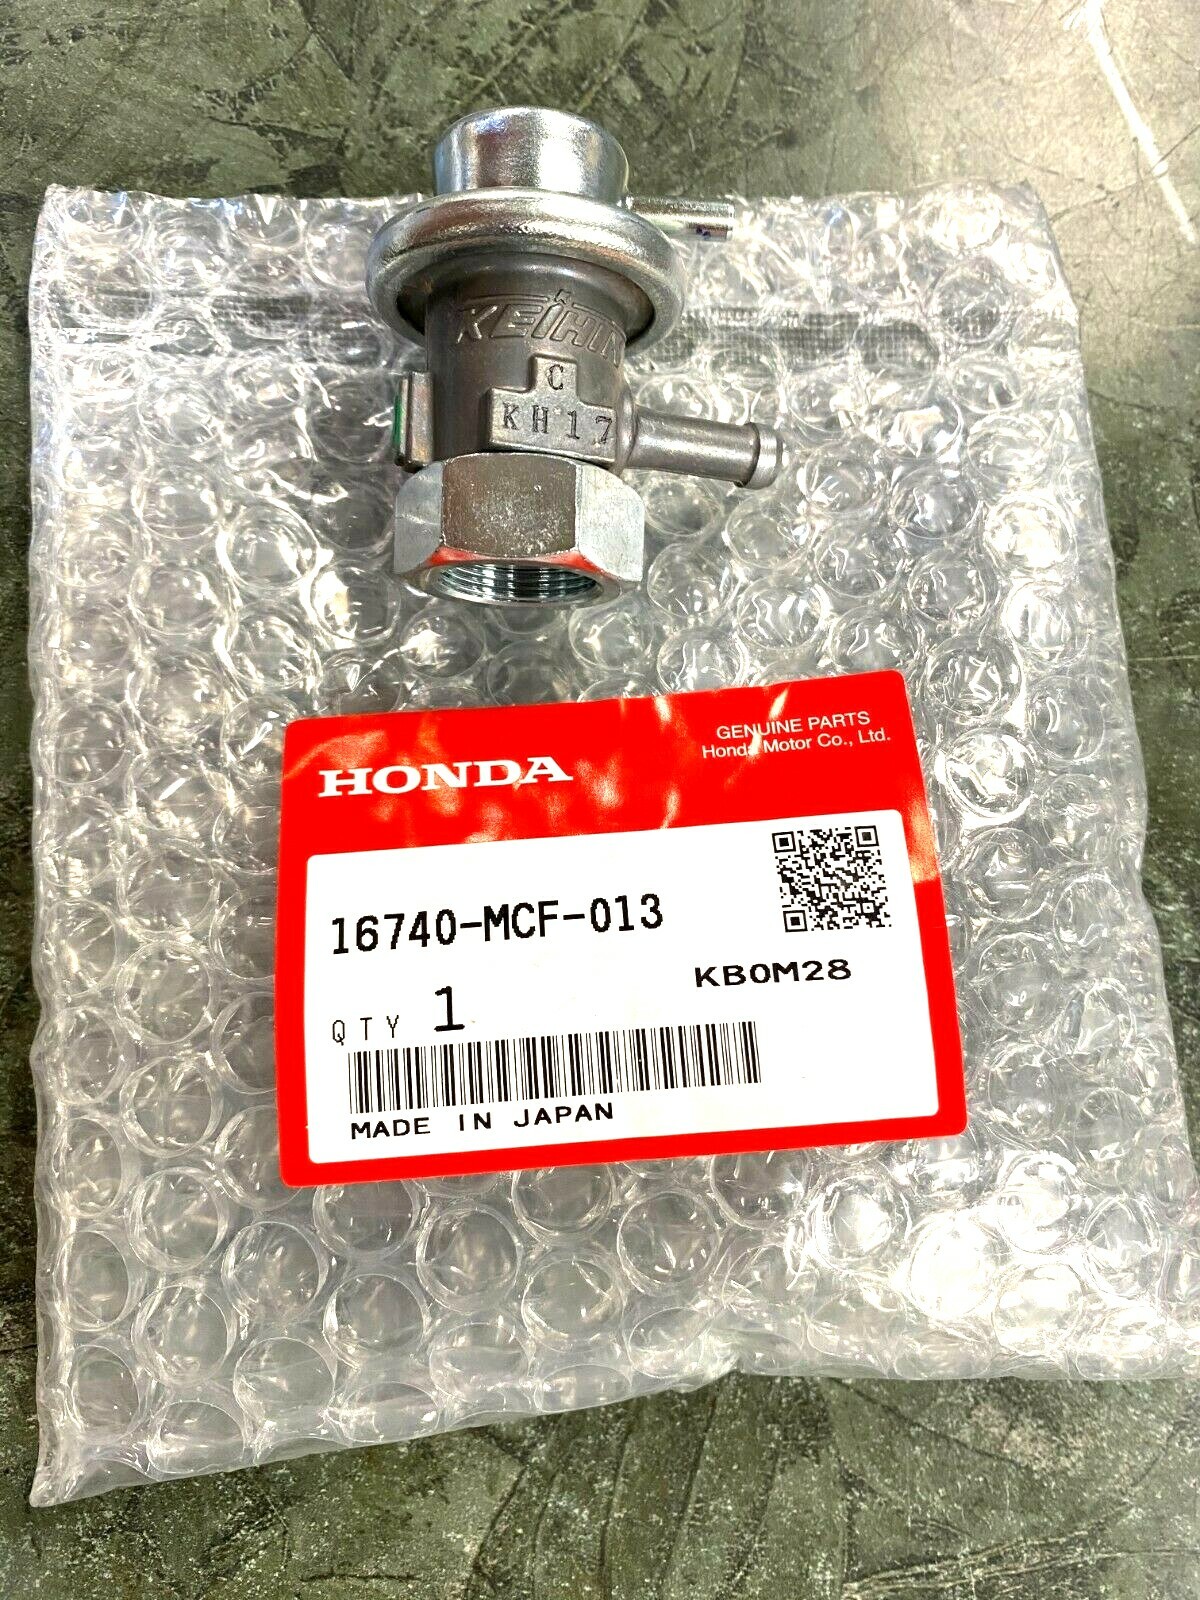 KEIHIN
C
KH17
GENUINE PARTS
Honda Motor Co., Ltd.
HONDA
16740-MCF-013
KB0M28
QTY 1
MADE IN JAPAN